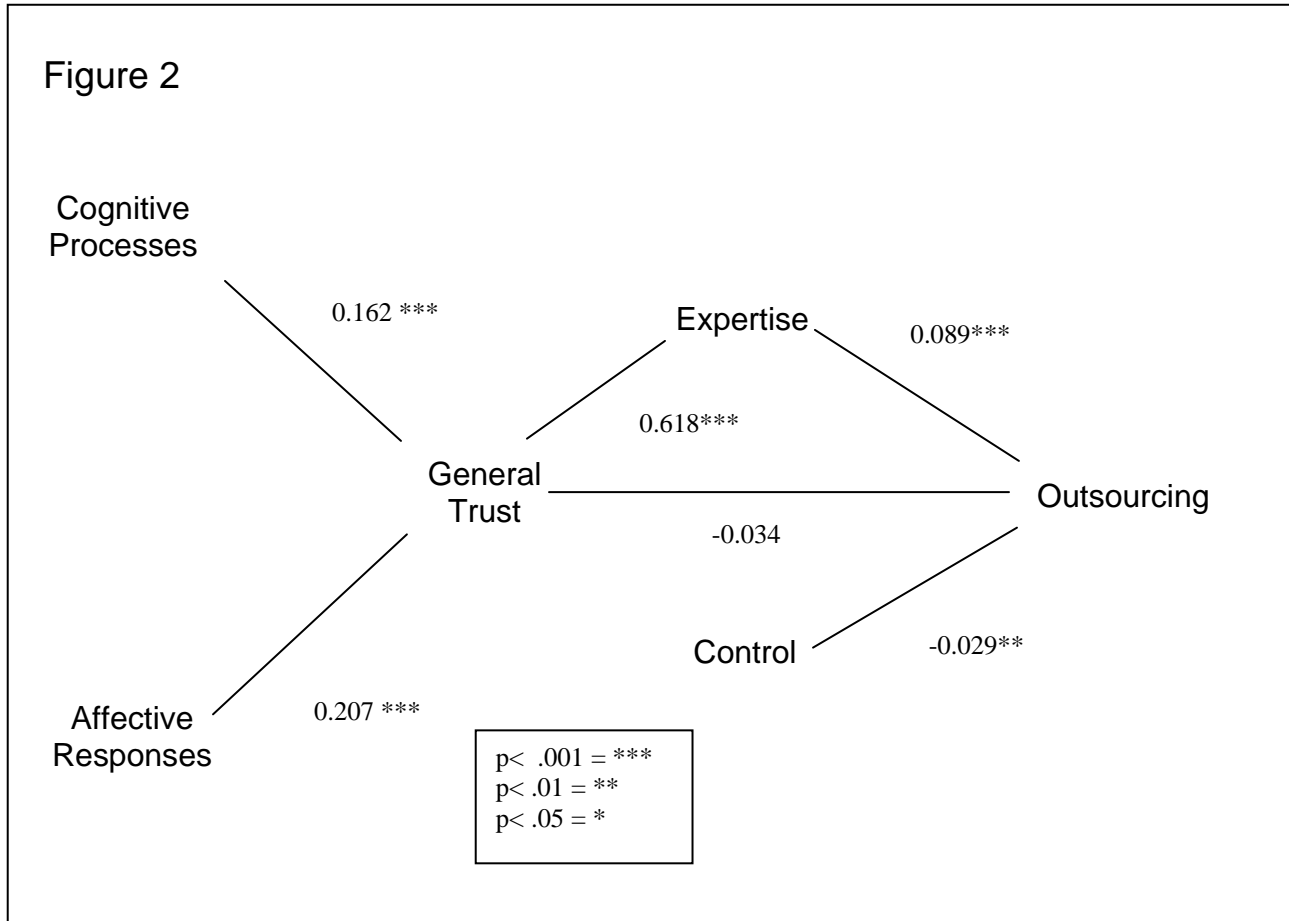 Figure 2
Cognitive
Processes
0.162 ***
Expertise
0.089***
0.618***
General
Trust
Outsourcing
-0.034
Control
-0.029**
Affective
Responses
0.207 ***
p<  .001 = ***
p< .01 = **
p< .05 = *